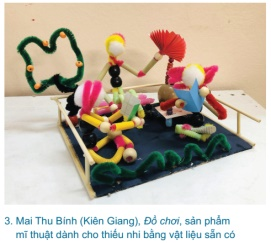 3. Mai Thu Bính (Kiên Giang), Đồ chơi, sản phẩm
mĩ thuật dành cho thiếu nhi bằng vật liệu sẵn có